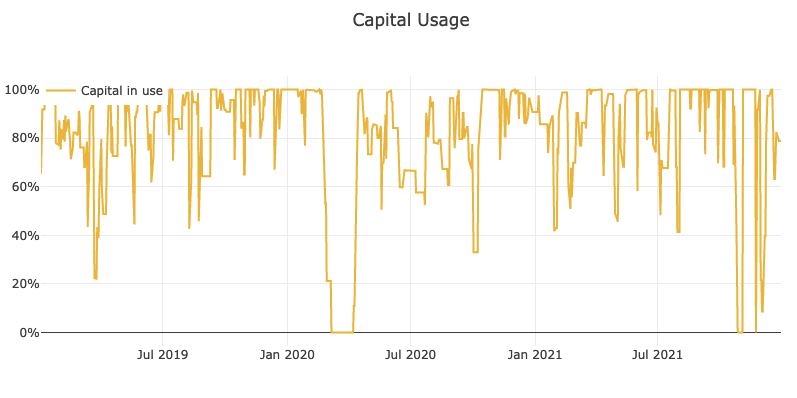 Capital Usage
Capital in use
100%
80%
60%
40%
20%
0%
Jul 2019
Jan 2020
Jul 2020
Jan 2021
Jul 2021